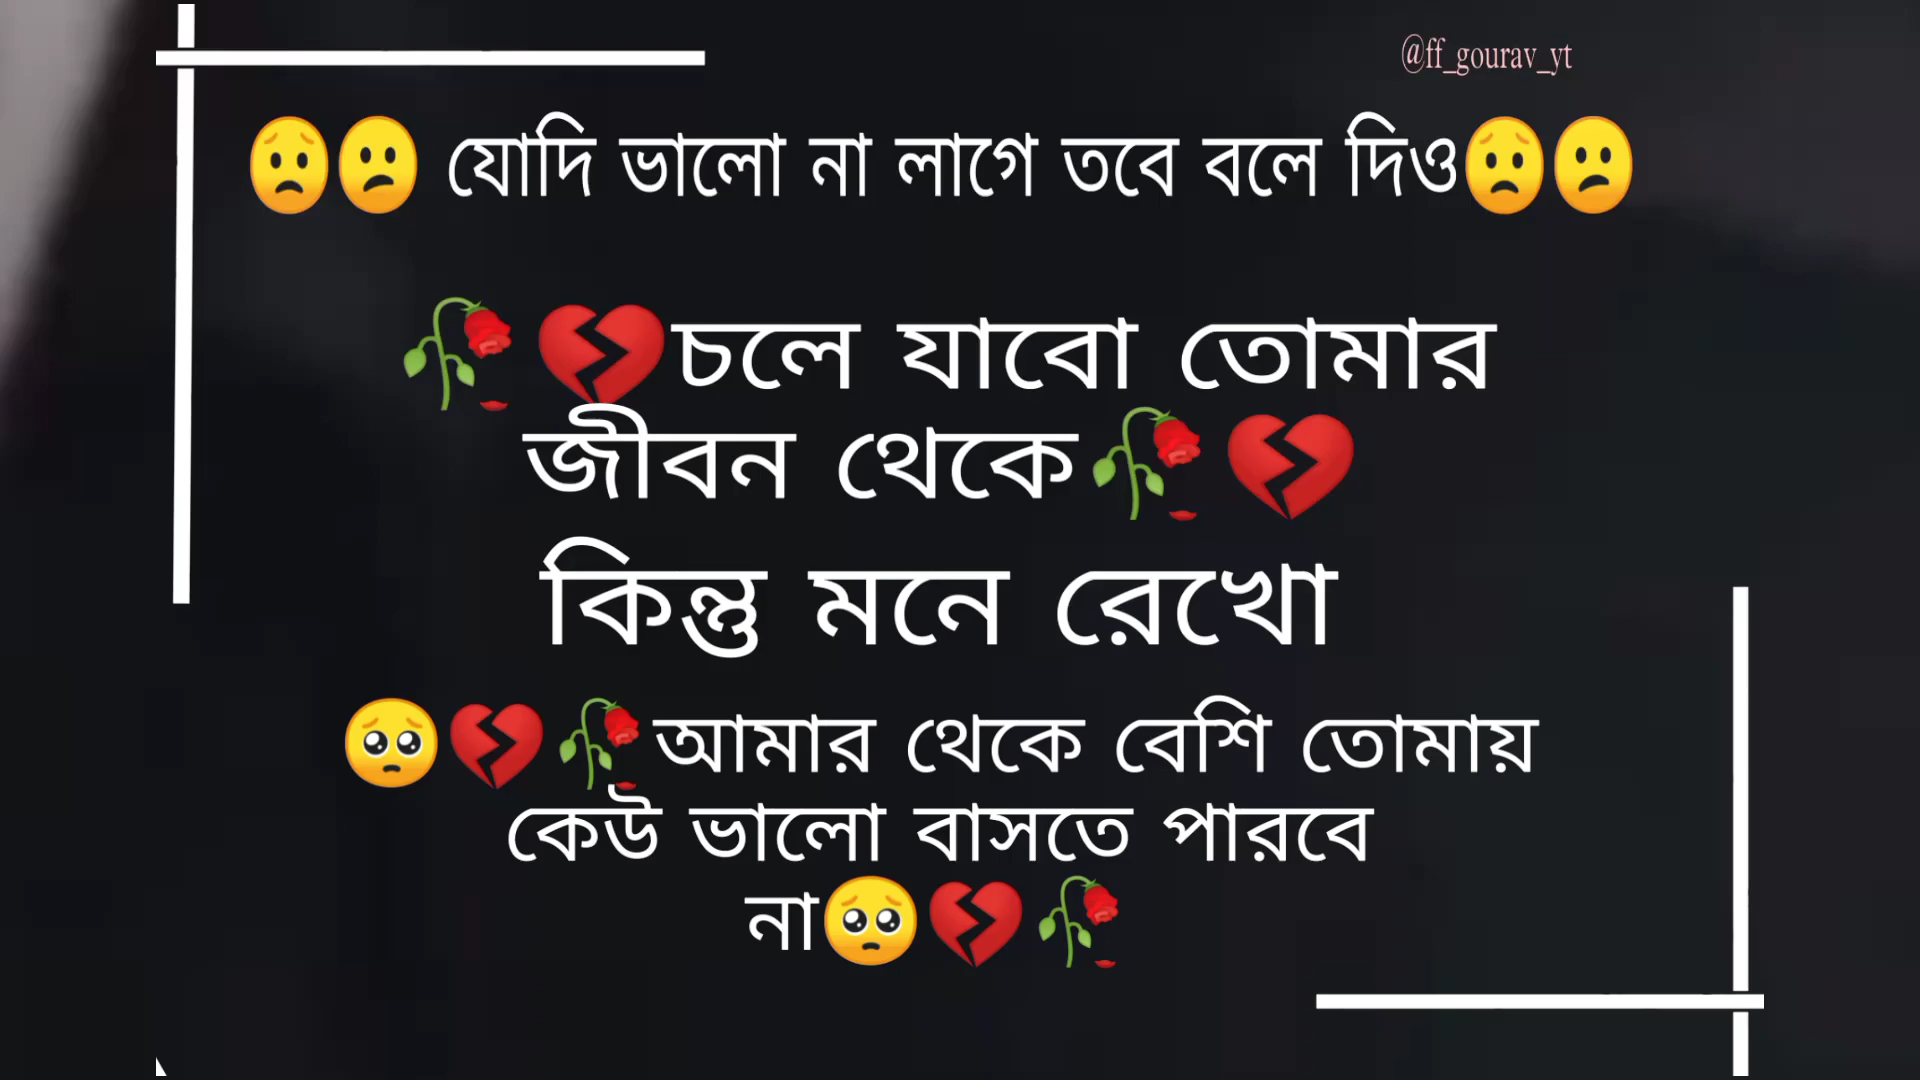 @ff_gourav_yt
😟😕 যোদি ভালো না লাগে তবে বলে দিও😟😕
🥀💔চলে যাবো তোমার
জীবন থেকে🥀💔
কিন্তু মনে রেখো
🥺💔🥀আমার থেকে বেশি তোমায়
কেউ ভালো বাসতে পারবে
না🥺💔🥀